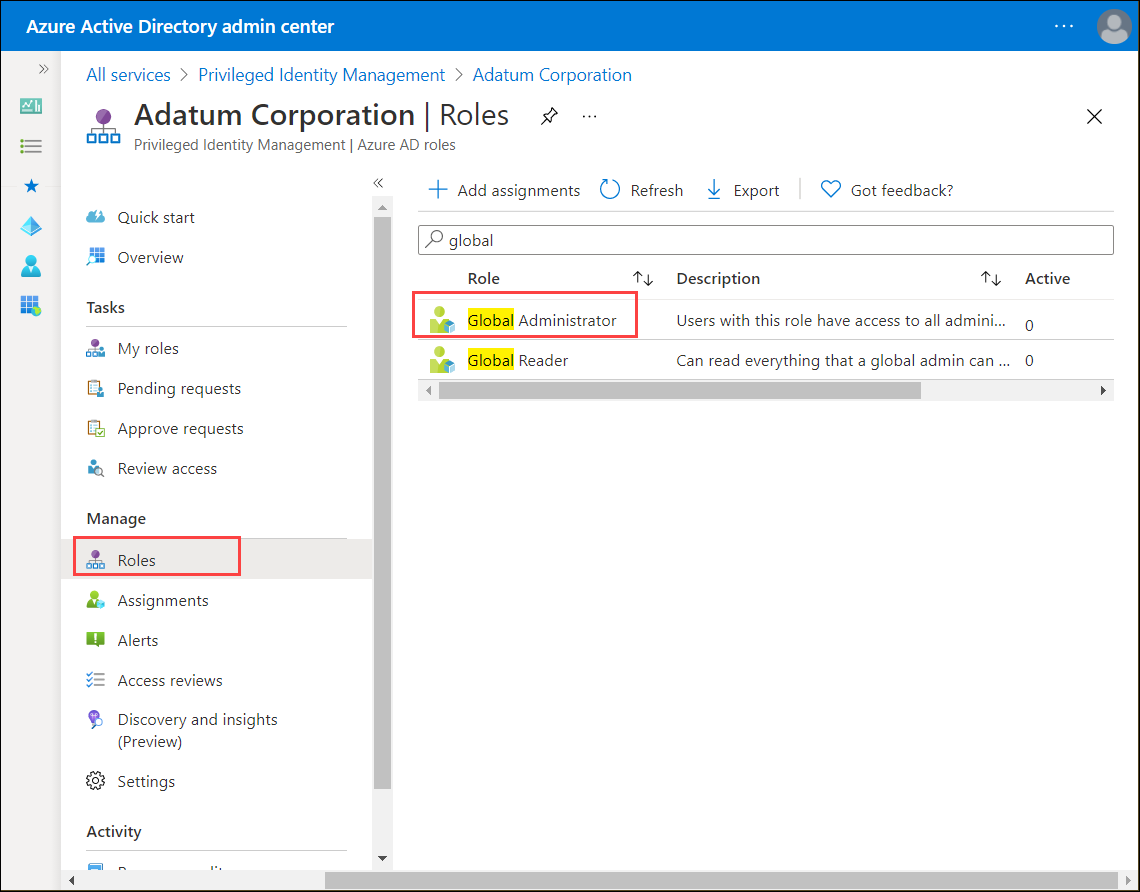 Azure Active Directory admin center
All services > Privileged Identity Management > Adatum Corporation
Adatum Corporation | Roles
Privileged Identity Management | Azure AD roles
Quick start
Overview
Tasks
My roles
Pending requests
Approve requests
Review access
Manage
Roles
Assignments
Alerts
Access reviews
Discovery and insights
(Preview)
Settings
Activity
Add assignments Refresh Export Got feedback?
global
Role Description Active
Global Administrator Users with this role have access to all admini... 0
Global Reader Can read everything that a global admin can ... 0